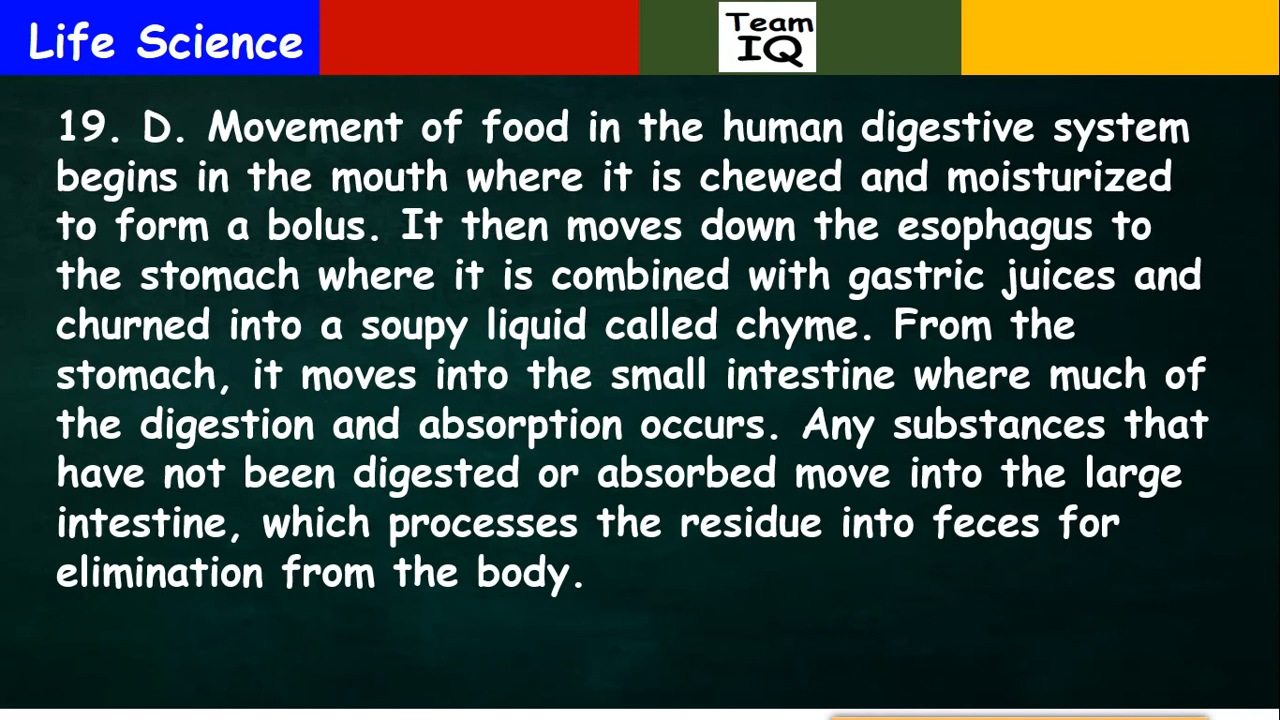 Life Science
Team
IQ
19. D. Movement of food in the human digestive system
begins in the mouth where it is chewed and moisturized
to form a bolus. It then moves down the esophagus to
the stomach where it is combined with gastric juices and
churned into a soupy liquid called chyme. From the
stomach, it moves into the small intestine where much of
the digestion and absorption occurs. Any substances that
have not been digested or absorbed move into the large
intestine, which processes the residue into feces for
elimination from the body.